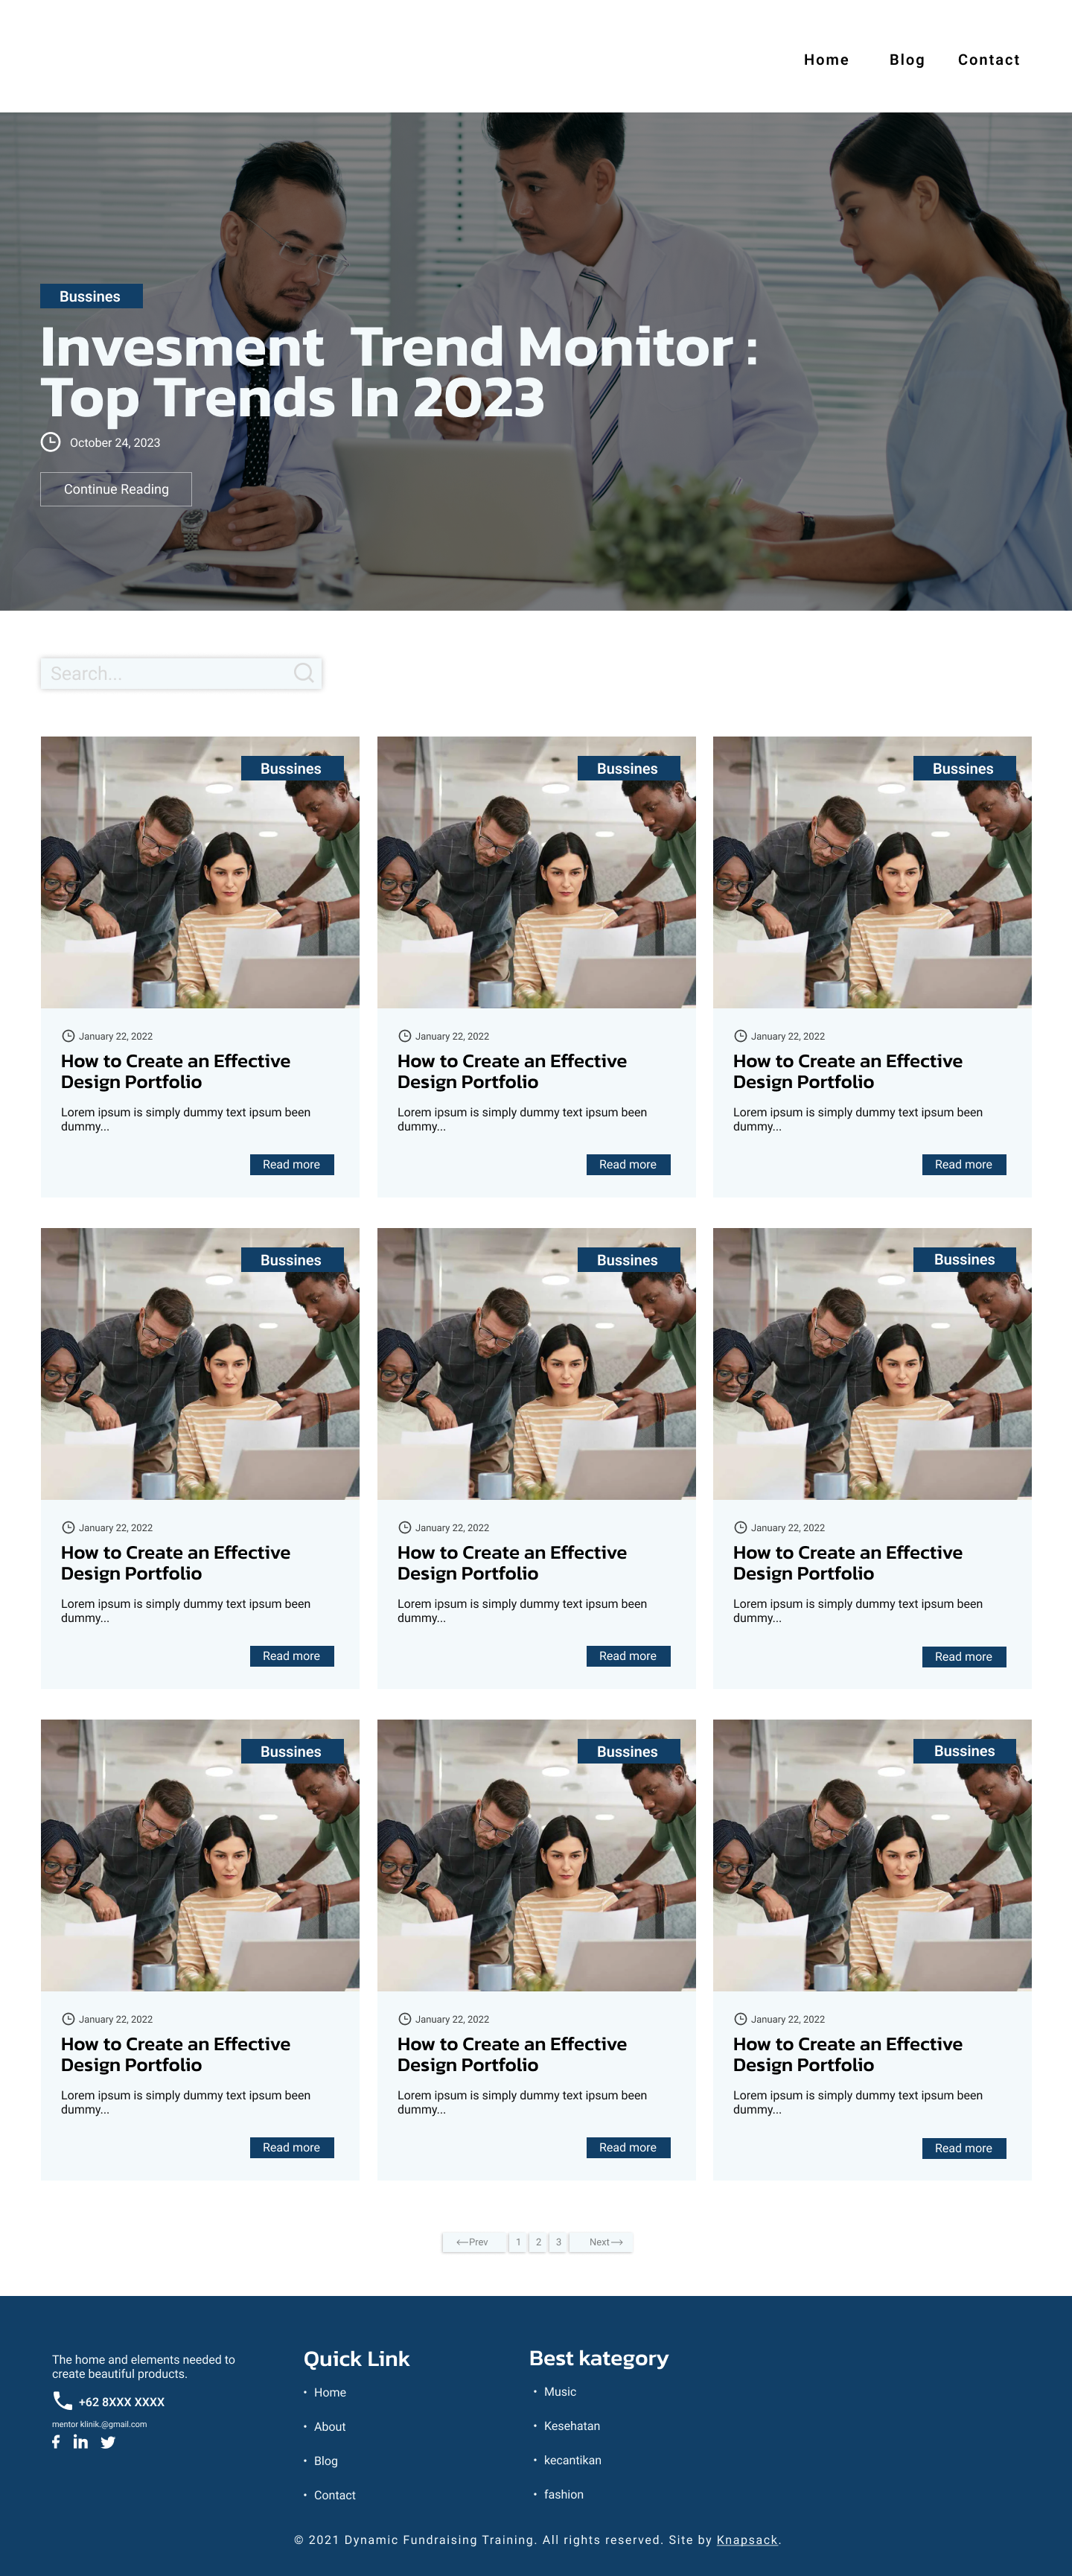 Home Blog Contact
Bussines
Invesment Trend Monitor :
Top Trends In 2023
October 24, 2023
Continue Reading
Search...
Bussines
January 22, 2022
How to Create an Effective
Design Portfolio
Lorem ipsum is simply dummy text ipsum been
dummy...
Read more
Bussines
January 22, 2022
How to Create an Effective
Design Portfolio
Lorem ipsum is simply dummy text ipsum been
dummy...
Read more
Bussines
January 22, 2022
How to Create an Effective
Design Portfolio
Lorem ipsum is simply dummy text ipsum been
dummy...
Read more
Bussines
January 22, 2022
How to Create an Effective
Design Portfolio
Lorem ipsum is simply dummy text ipsum been
dummy...
Read more
Bussines
January 22, 2022
How to Create an Effective
Design Portfolio
Lorem ipsum is simply dummy text ipsum been
dummy...
Read more
Bussines
January 22, 2022
How to Create an Effective
Design Portfolio
Lorem ipsum is simply dummy text ipsum been
dummy...
Read more
Bussines
January 22, 2022
How to Create an Effective
Design Portfolio
Lorem ipsum is simply dummy text ipsum been
dummy...
Read more
Bussines
January 22, 2022
How to Create an Effective
Design Portfolio
Lorem ipsum is simply dummy text ipsum been
dummy...
Read more
Bussines
January 22, 2022
How to Create an Effective
Design Portfolio
Lorem ipsum is simply dummy text ipsum been
dummy...
Read more
←Prev 1 2 3 Next→
The home and elements needed to
create beautiful products.
+62 8XXX XXXX
mentor klinik.@gmail.com
Quick Link
• Home
• About
• Blog
• Contact
Best kategory
• Music
• Kesehatan
• kecantikan
• fashion
© 2021 Dynamic Fundraising Training. All rights reserved. Site by Knapsack.